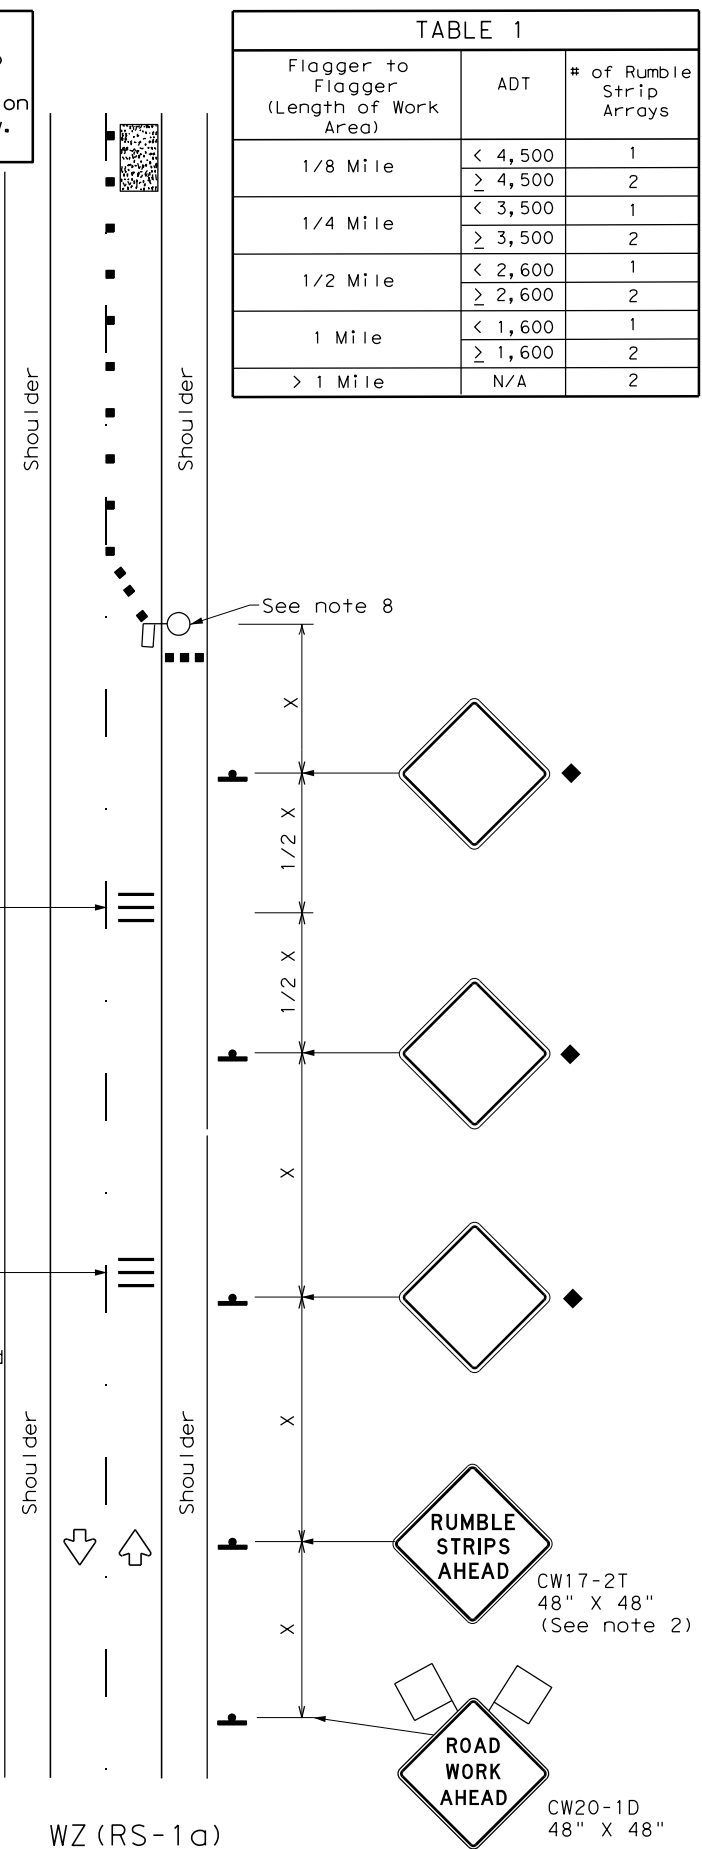 on
TABLE 1
Flagger to
Flagger
(Length of Work
Area)
ADT
# of Rumble
Strip
Arrays
1/8 Mile
< 4,500
1
≥ 4,500
2
1/4 Mile
< 3,500
1
≥ 3,500
2
1/2 Mile
< 2,600
1
≥ 2,600
2
1 Mile
< 1,600
1
≥ 1,600
2
> 1 Mile
N/A
2
Shoulder
Shoulder
See note 8
X
1/2 X
1/2 X
X
X
Shoulder
Shoulder
RUMBLE
STRIPS
AHEAD
CW17-2T
48" X 48"
(See note 2)
X
ROAD
WORK
AHEAD
CW20-1D
48" X 48"
WZ(RS-1a)